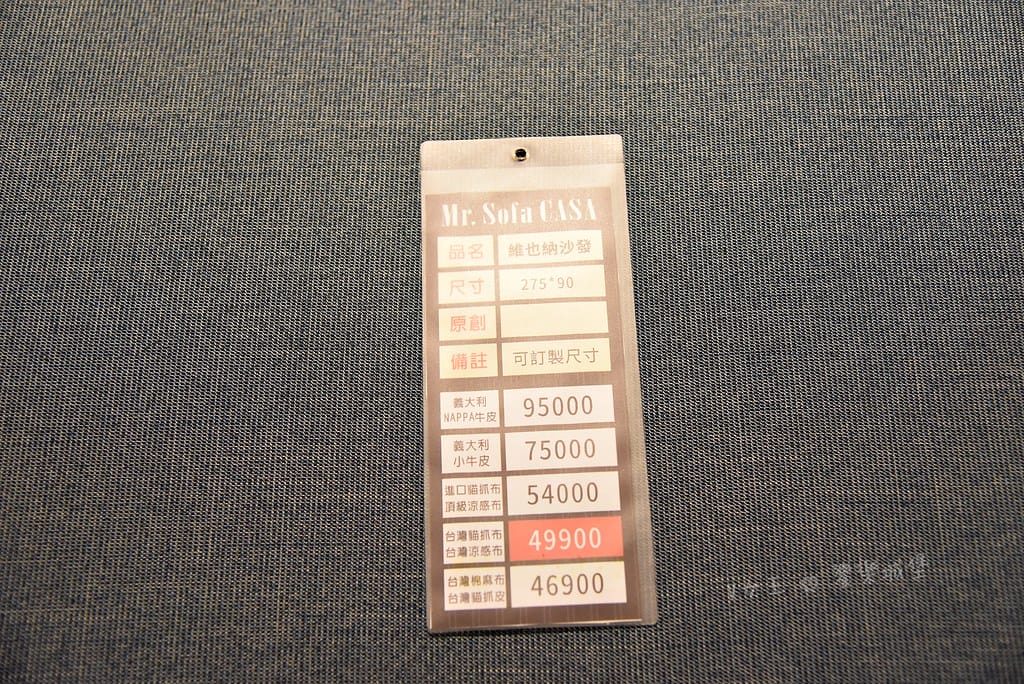 Mr. Sofa CASA
品名 維也納沙發
尺寸 275*90
原創
備註 可訂製尺寸
義大利
NAPPA牛皮 95000
義大利
小牛皮 75000
進口貓抓布
頂級涼感布 54000
台灣貓抓布
台灣涼感布 49900
台灣棉麻布
台灣貓抓皮 46900